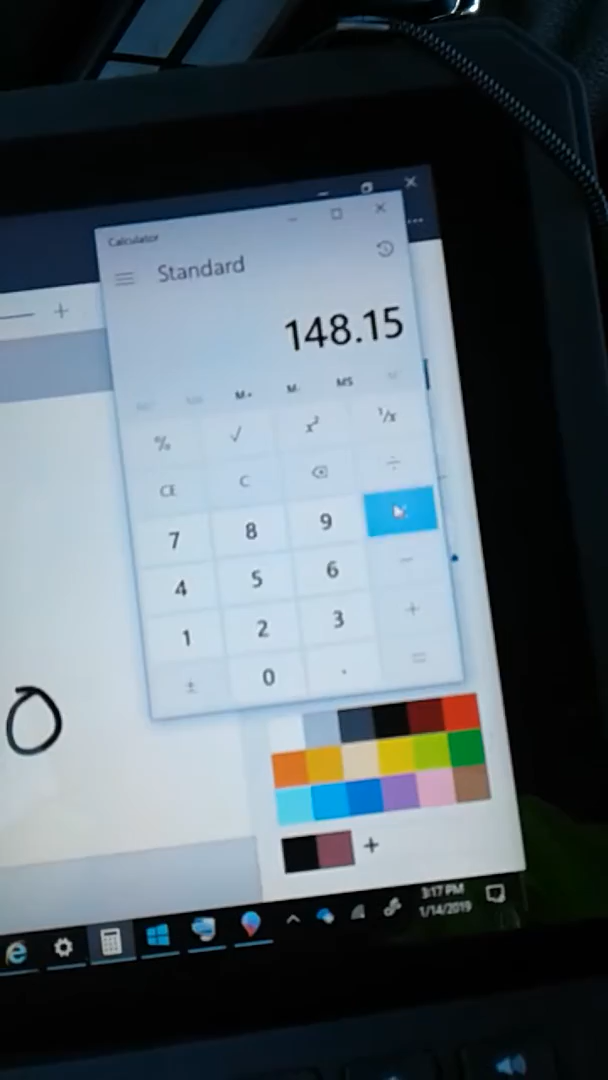 Calculator
Standard
148.15
M+ M- MS
% √ x² ¹/x
CE C ÷
7 8 9
4 5 6 −
1 2 3 +
± 0 . =
O
+
3:17 PM
1/14/2019